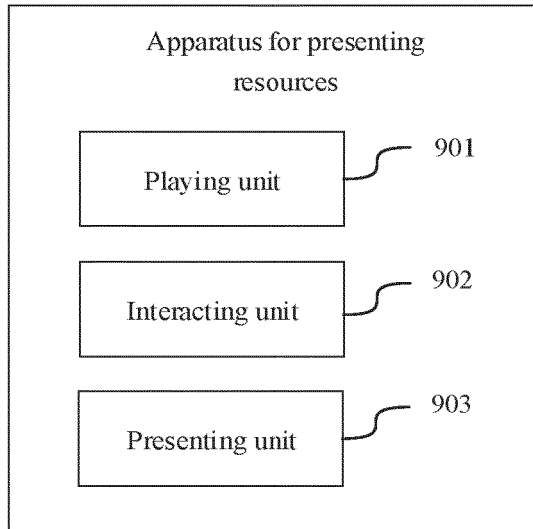 Apparatus for presenting
resources
Playing unit
901
Interacting unit
902
Presenting unit
903